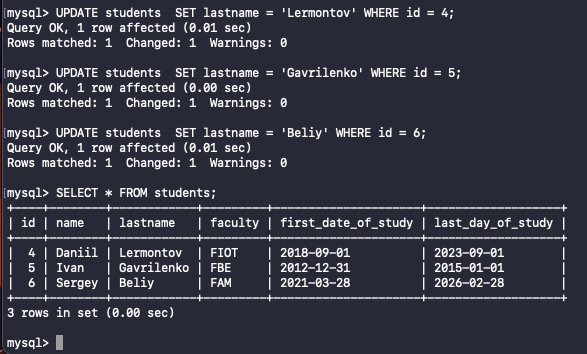 mysql> UPDATE students  SET lastname = 'Lermontov' WHERE id = 4;
Query OK, 1 row affected (0.01 sec)
Rows matched: 1  Changed: 1  Warnings: 0
mysql> UPDATE students  SET lastname = 'Gavrilenko' WHERE id = 5;
Query OK, 1 row affected (0.00 sec)
Rows matched: 1  Changed: 1  Warnings: 0
mysql> UPDATE students  SET lastname = 'Beliy' WHERE id = 6;
Query OK, 1 row affected (0.01 sec)
Rows matched: 1  Changed: 1  Warnings: 0
mysql> SELECT * FROM students;
+----+--------+------------+---------+---------------------+-------------------+
| id | name   | lastname   | faculty | first_date_of_study | last_day_of_study |
+----+--------+------------+---------+---------------------+-------------------+
|  4 | Daniil | Lermontov  | FIOT    | 2018-09-01          | 2023-09-01        |
|  5 | Ivan   | Gavrilenko | FBE     | 2012-12-31          | 2015-01-01        |
|  6 | Sergey | Beliy      | FAM     | 2021-03-28          | 2026-02-28        |
+----+--------+------------+---------+---------------------+-------------------+
3 rows in set (0.00 sec)
mysql>